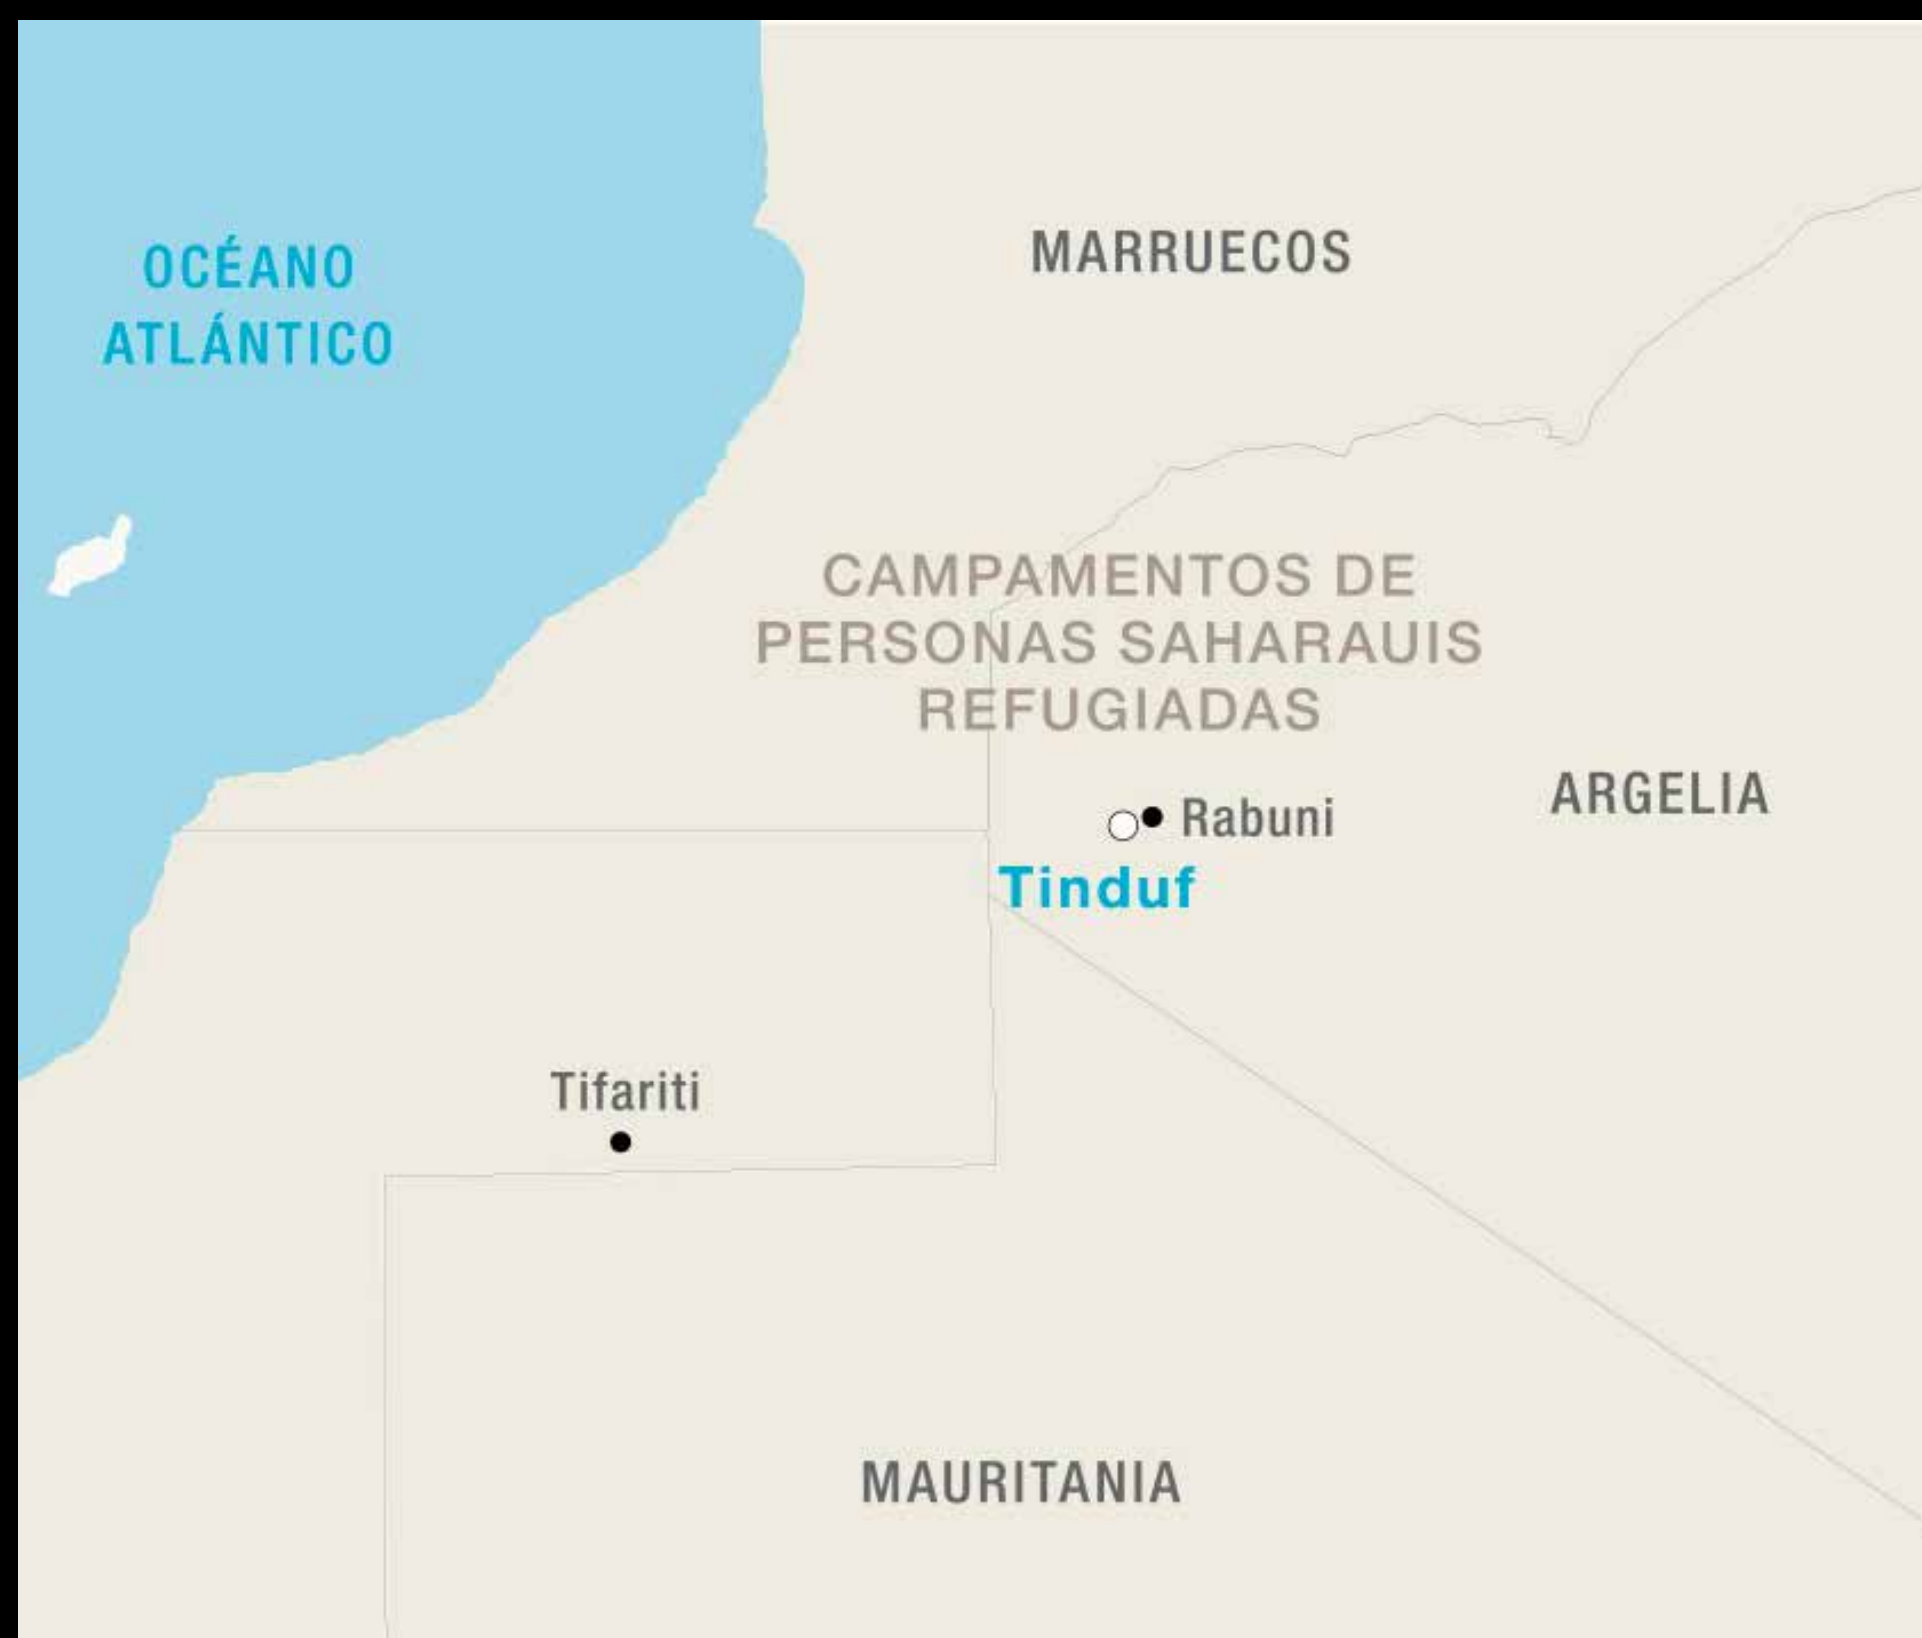 MARRUECOS
OCÉANO
ATLÁNTICO
CAMPAMENTOS DE
PERSONAS SAHARAUIS
REFUGIADAS
ARGELIA
Rabuni
Tinduf
Tifariti
MAURITANIA